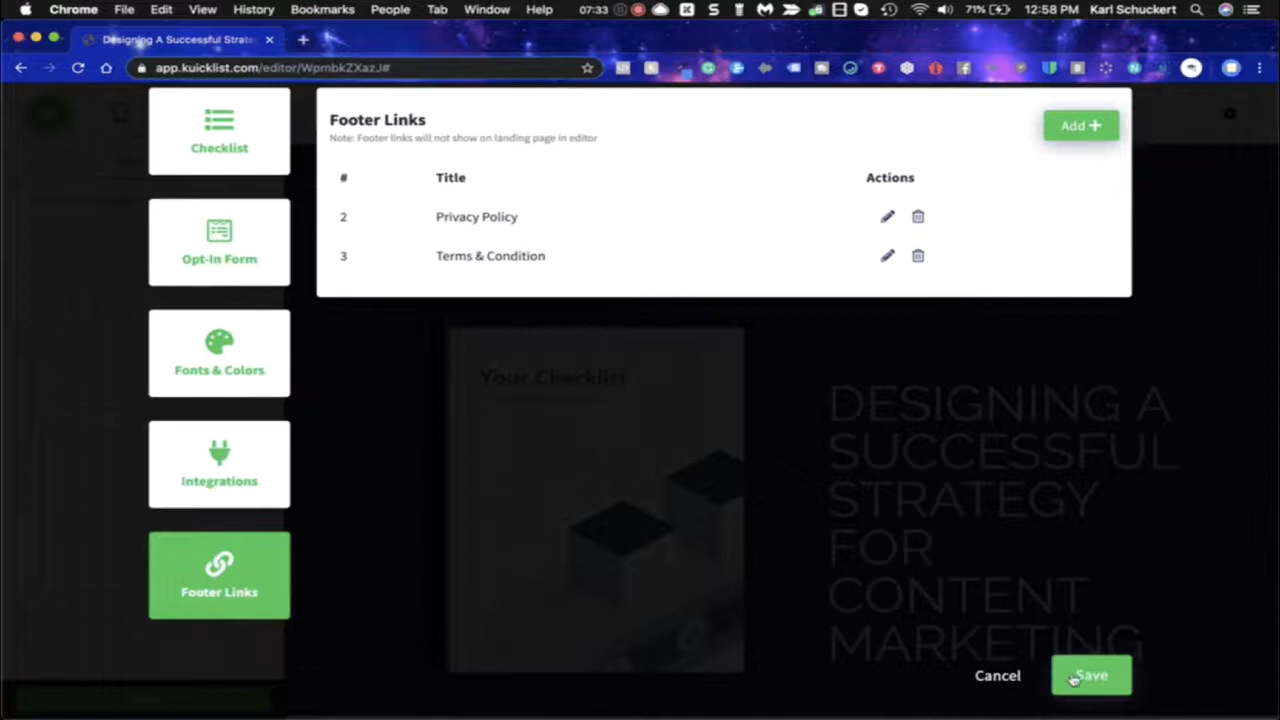 Chrome File Edit View History Bookmarks People Tab Window Help 07:33 71% 12:58 PM Karl Schuckert
Designing A Successful Strate
app.kuicklist.com/editor/WpmbkZXazJ#
Checklist
Opt-In Form
Fonts & Colors
Integrations
Footer Links
Footer Links
Note: Footer links will not show on landing page in editor
Add +
# Title Actions
2 Privacy Policy
3 Terms & Condition
Your Checklist
DESIGNING A
SUCCESSFUL
STRATEGY
FOR
CONTENT
MARKETING
Cancel Save